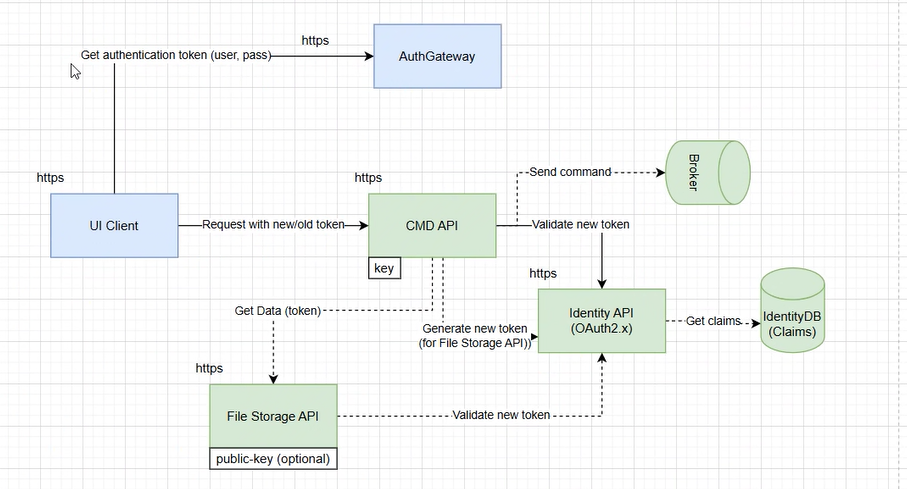 https
Get authentication token (user, pass)
AuthGateway
https
https
Broker
Send command
UI Client
Request with new/old token
CMD API
Validate new token
key
https
Get Data (token)
Identity API
(OAuth2.x)
Get claims
IdentityDB
(Claims)
Generate new token
(for File Storage API))
https
File Storage API
Validate new token
public-key (optional)